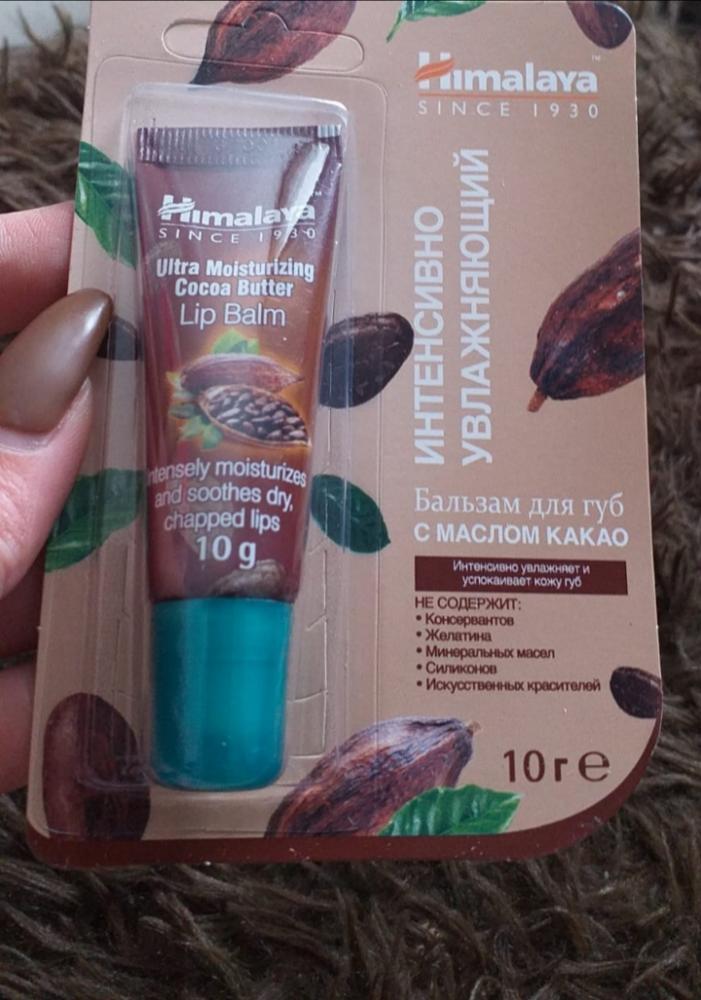 Himalaya
SINCE 1930
Ultra Moisturizing
Cocoa Butter
Lip Balm
Intensely moisturizes
and soothes dry,
chapped lips
10 g
Himalaya™
SINCE 1930
ИНТЕНСИВНО
УВЛАЖНЯЮЩИЙ
Бальзам для губ
С МАСЛОМ КАКАО
Интенсивно увлажняет и
успокаивает кожу губ
НЕ СОДЕРЖИТ:
• Консервантов
• Желатина
• Минеральных масел
• Силиконов
• Искусственных красителей
10 г ℮